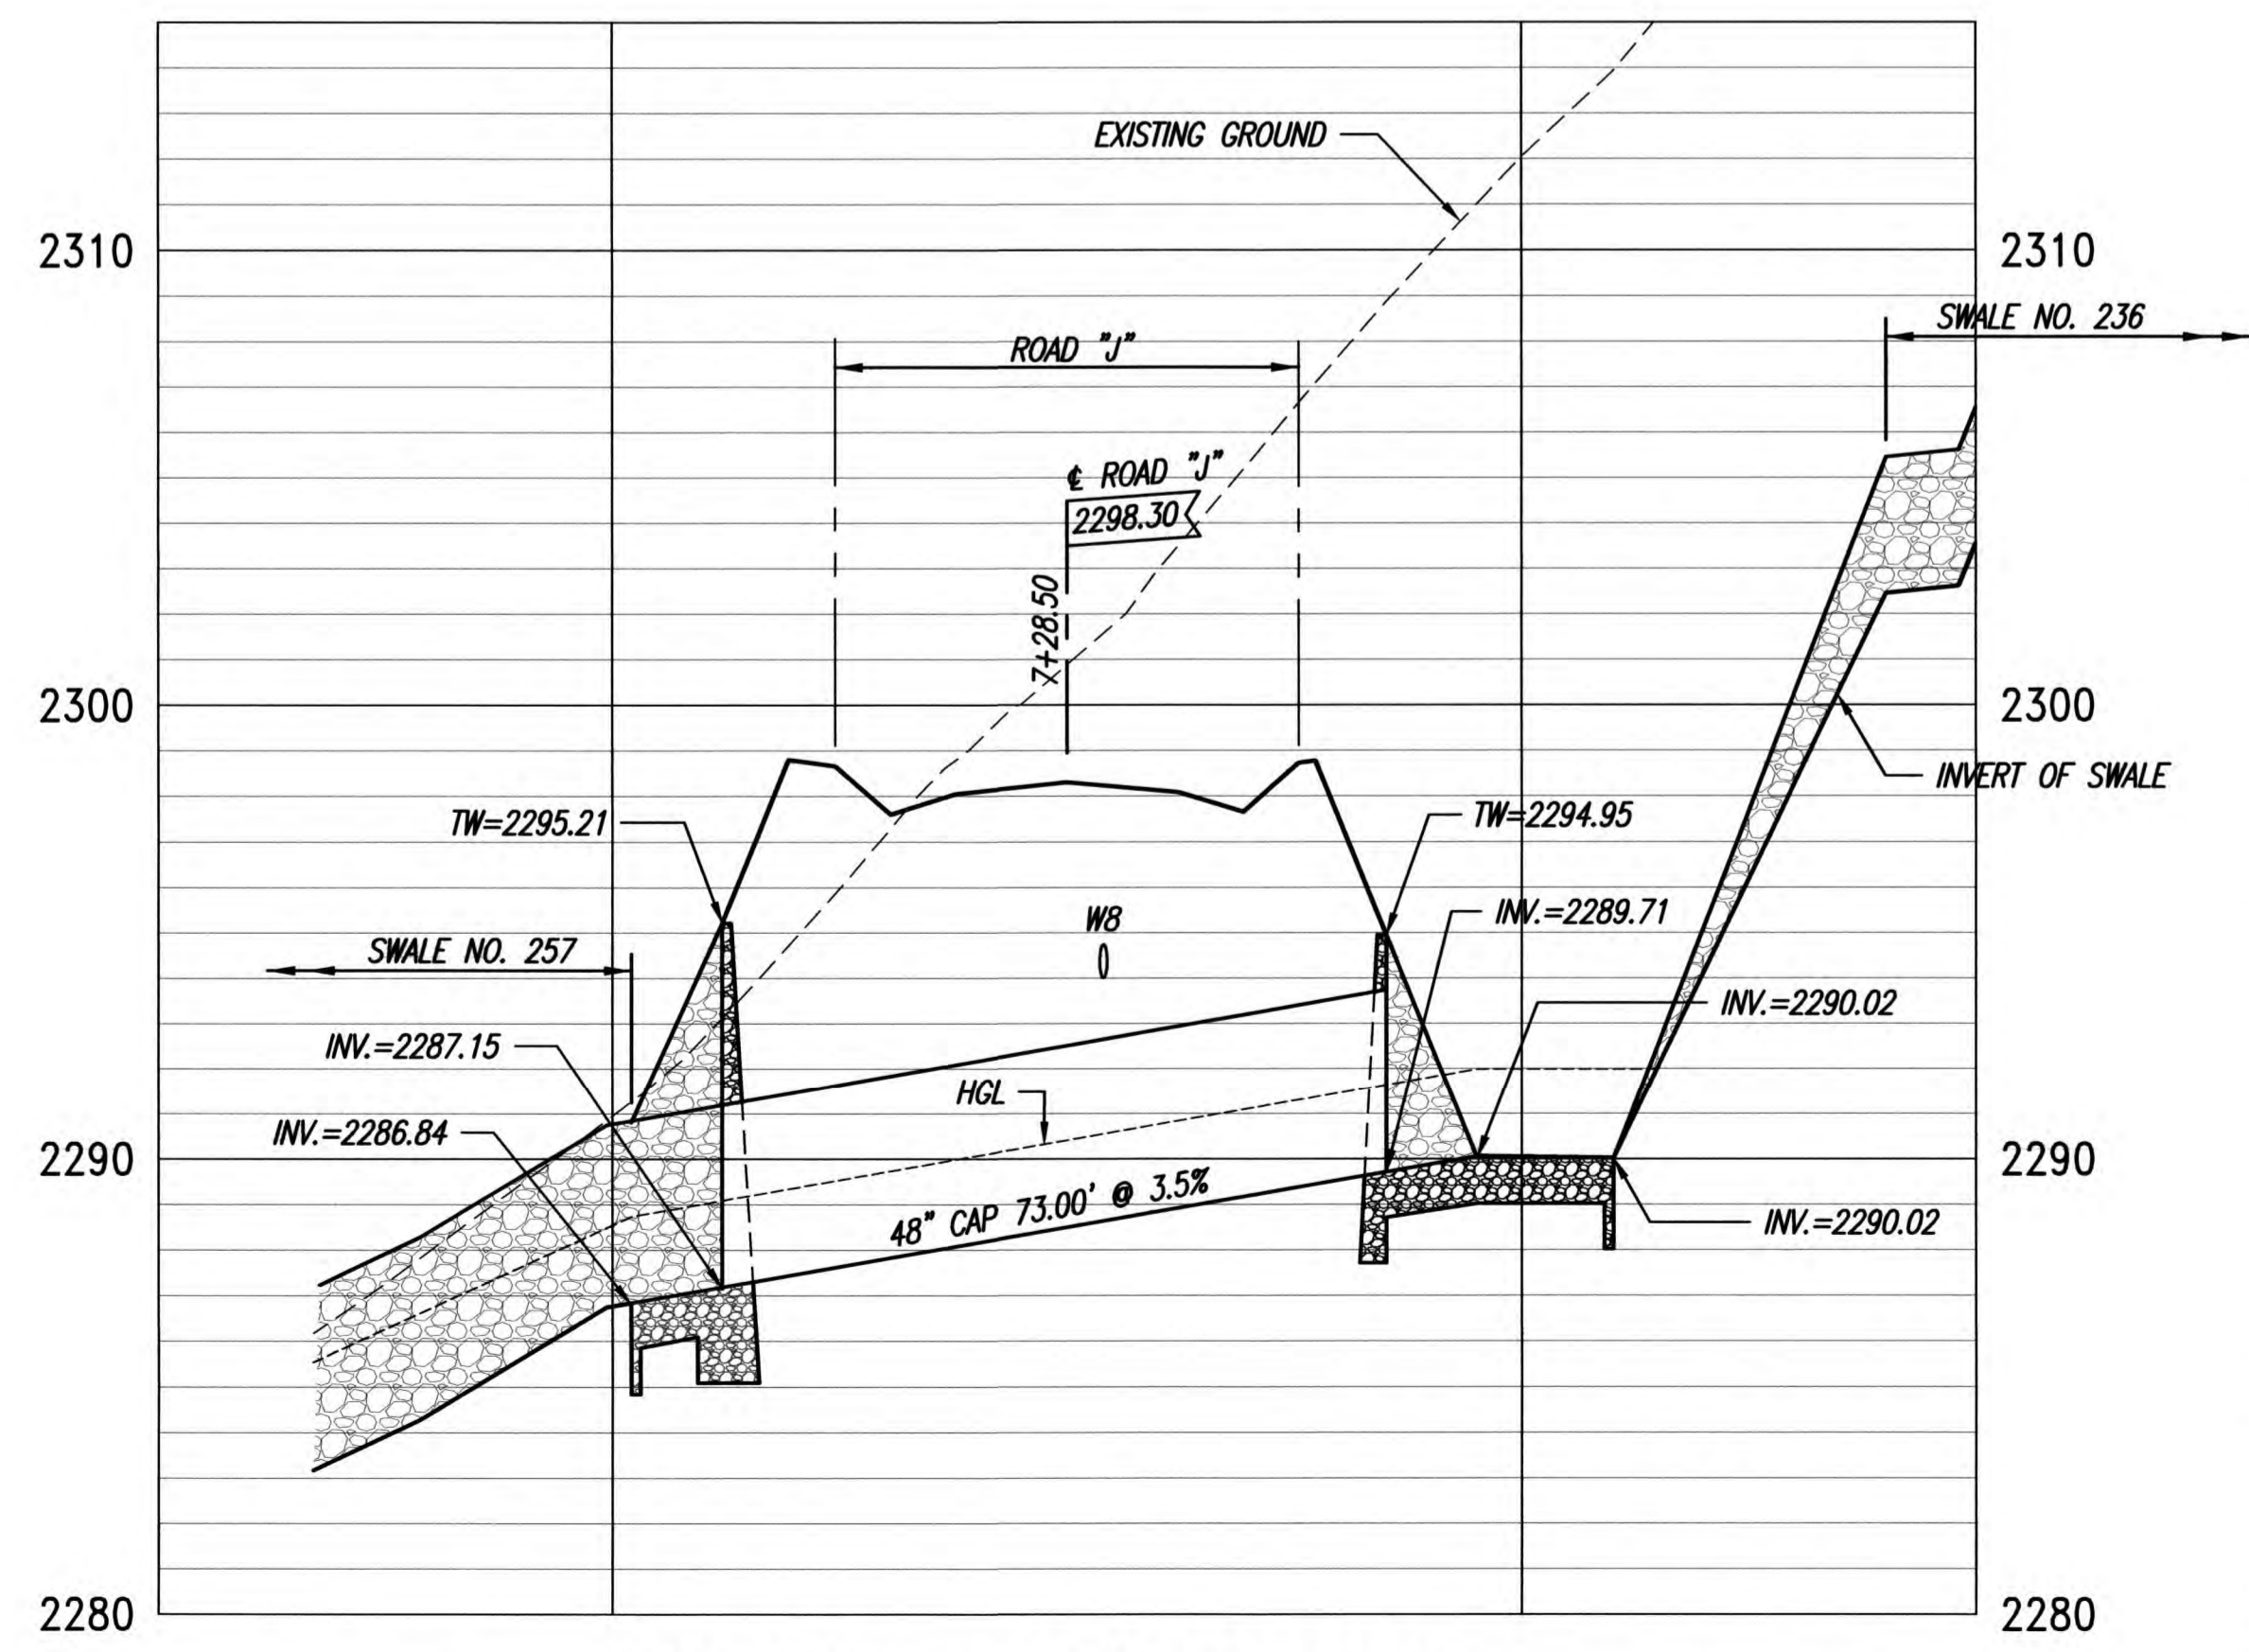 EXISTING GROUND
2310
2310
SWALE NO. 236
ROAD "J"
℄ ROAD "J"
2298.30
7+28.50
2300
2300
INVERT OF SWALE
TW=2295.21
TW=2294.95
W8
INV.=2289.71
SWALE NO. 257
INV.=2290.02
INV.=2287.15
HGL
INV.=2286.84
2290
2290
48" CAP 73.00' @ 3.5%
INV.=2290.02
2280
2280